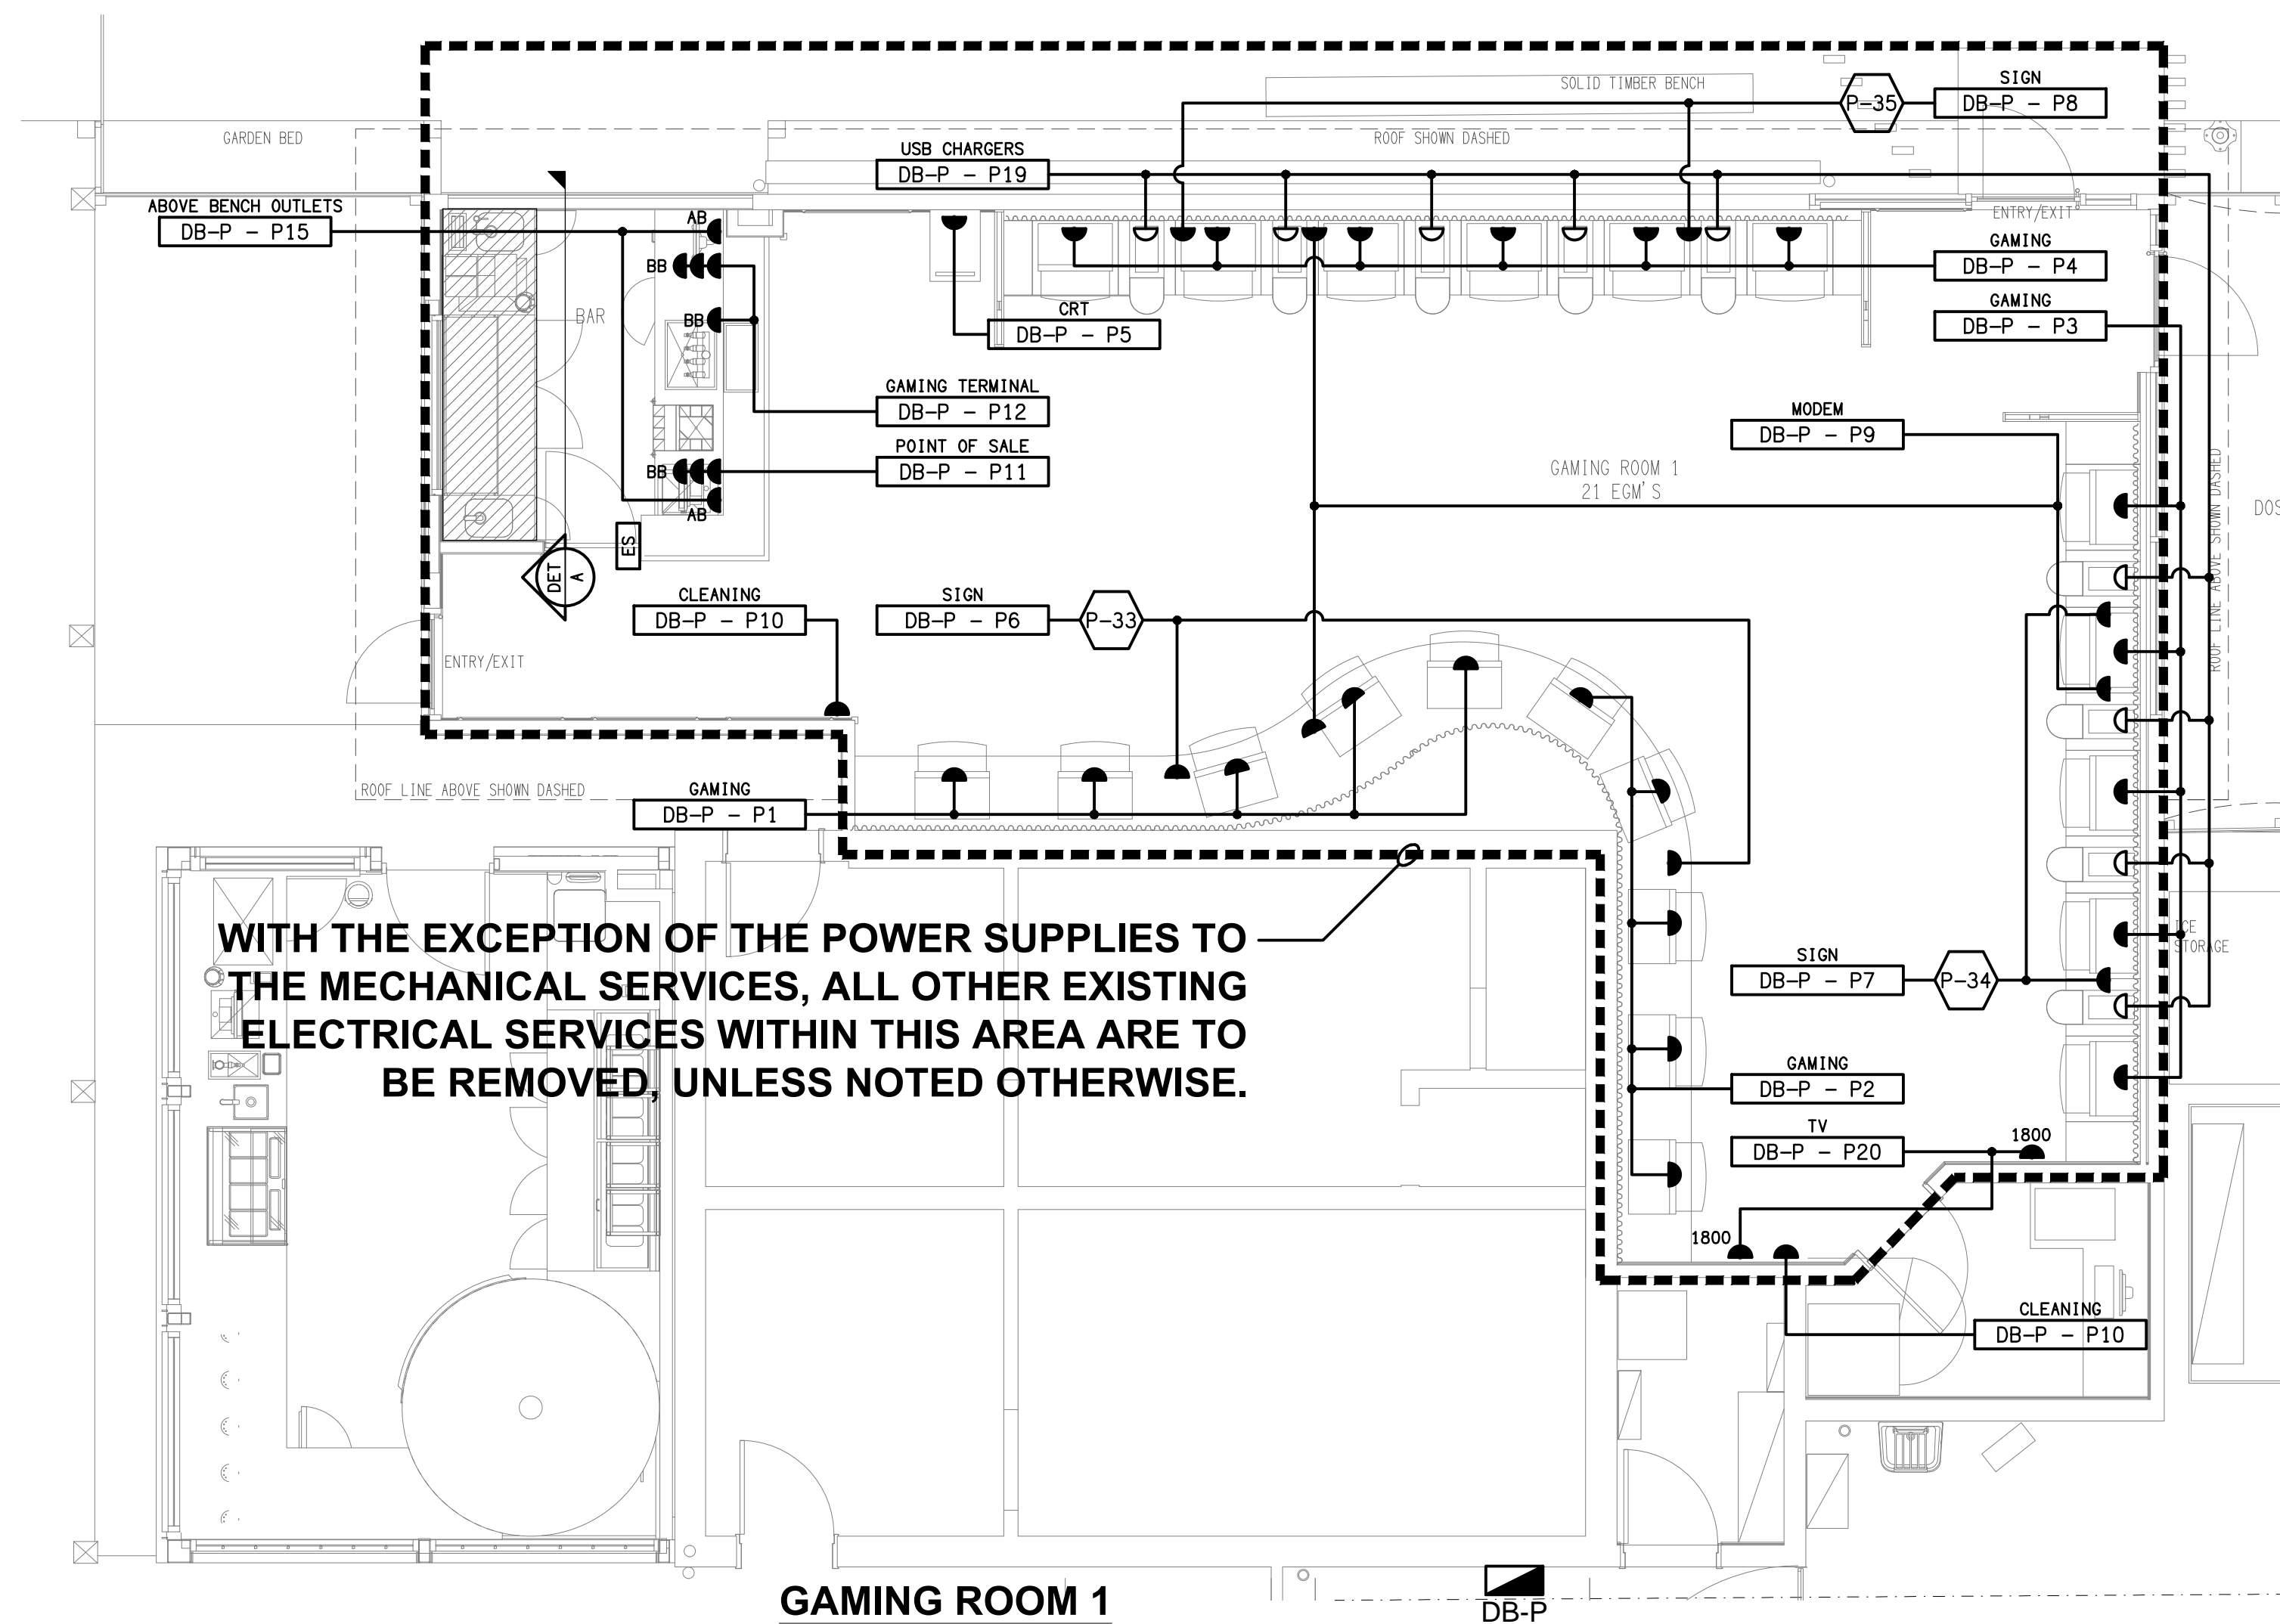 SOLID TIMBER BENCH
P-35
SIGN
DB-P - P8
GARDEN BED
ROOF SHOWN DASHED
USB CHARGERS
DB-P - P19
ABOVE BENCH OUTLETS
DB-P - P15
AB
ENTRY/EXIT
GAMING
DB-P - P4
BB
BAR
BB
CRT
DB-P - P5
GAMING
DB-P - P3
GAMING TERMINAL
DB-P - P12
MODEM
DB-P - P9
POINT OF SALE
DB-P - P11
BB
AB
GAMING ROOM 1
21 EGM'S
ROOF LINE ABOVE SHOWN DASHED
DOS
ES
DET
A
CLEANING
DB-P - P10
SIGN
DB-P - P6
P-33
ENTRY/EXIT
ROOF LINE ABOVE SHOWN DASHED
GAMING
DB-P - P1
WITH THE EXCEPTION OF THE POWER SUPPLIES TO
THE MECHANICAL SERVICES, ALL OTHER EXISTING
ELECTRICAL SERVICES WITHIN THIS AREA ARE TO
BE REMOVED, UNLESS NOTED OTHERWISE.
ICE
STORAGE
SIGN
DB-P - P7
P-34
GAMING
DB-P - P2
TV
DB-P - P20
1800
1800
CLEANING
DB-P - P10
GAMING ROOM 1
DB-P